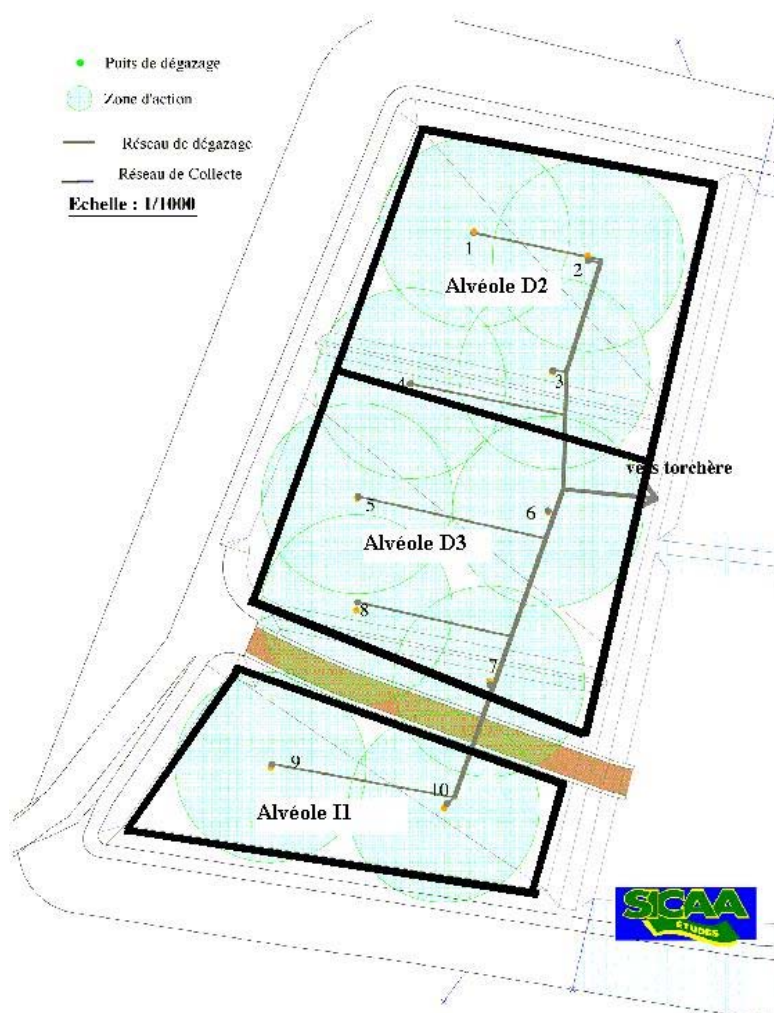 Puits de dégazage
Zone d'action
Réseau de dégazage
Réseau de Collecte
Echelle : 1/1000
1
2
Alvéole D2
3
4
vers torchère
5
6
Alvéole D3
8
7
9
10
Alvéole I1
SICAA
ÉTUDES